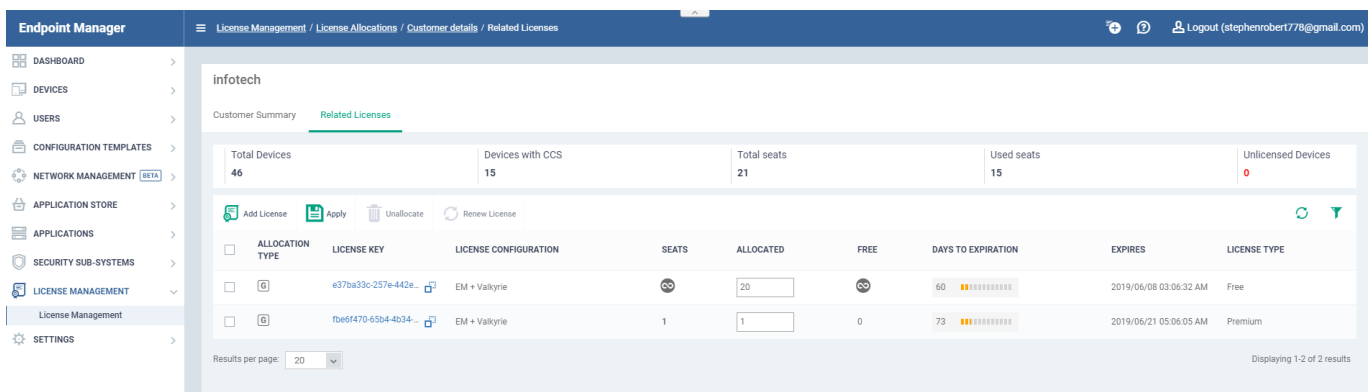 Endpoint Manager
License Management / License Allocations / Customer details / Related Licenses
Logout (stephenrobert778@gmail.com)
DASHBOARD
DEVICES
USERS
CONFIGURATION TEMPLATES
NETWORK MANAGEMENT BETA
APPLICATION STORE
APPLICATIONS
SECURITY SUB-SYSTEMS
LICENSE MANAGEMENT
License Management
SETTINGS
infotech
Customer Summary Related Licenses
Total Devices Devices with CCS Total seats Used seats Unlicensed Devices
46 15 21 15 0
Add License Apply Unallocate Renew License
ALLOCATION TYPE LICENSE KEY LICENSE CONFIGURATION SEATS ALLOCATED FREE DAYS TO EXPIRATION EXPIRES LICENSE TYPE
G e37ba33c-257e-442e... EM + Valkyrie ∞ 20 ∞ 60 2019/06/08 03:06:32 AM Free
G fbe6f470-65b4-4b34-... EM + Valkyrie 1 1 0 73 2019/06/21 05:06:05 AM Premium
Results per page: 20 Displaying 1-2 of 2 results